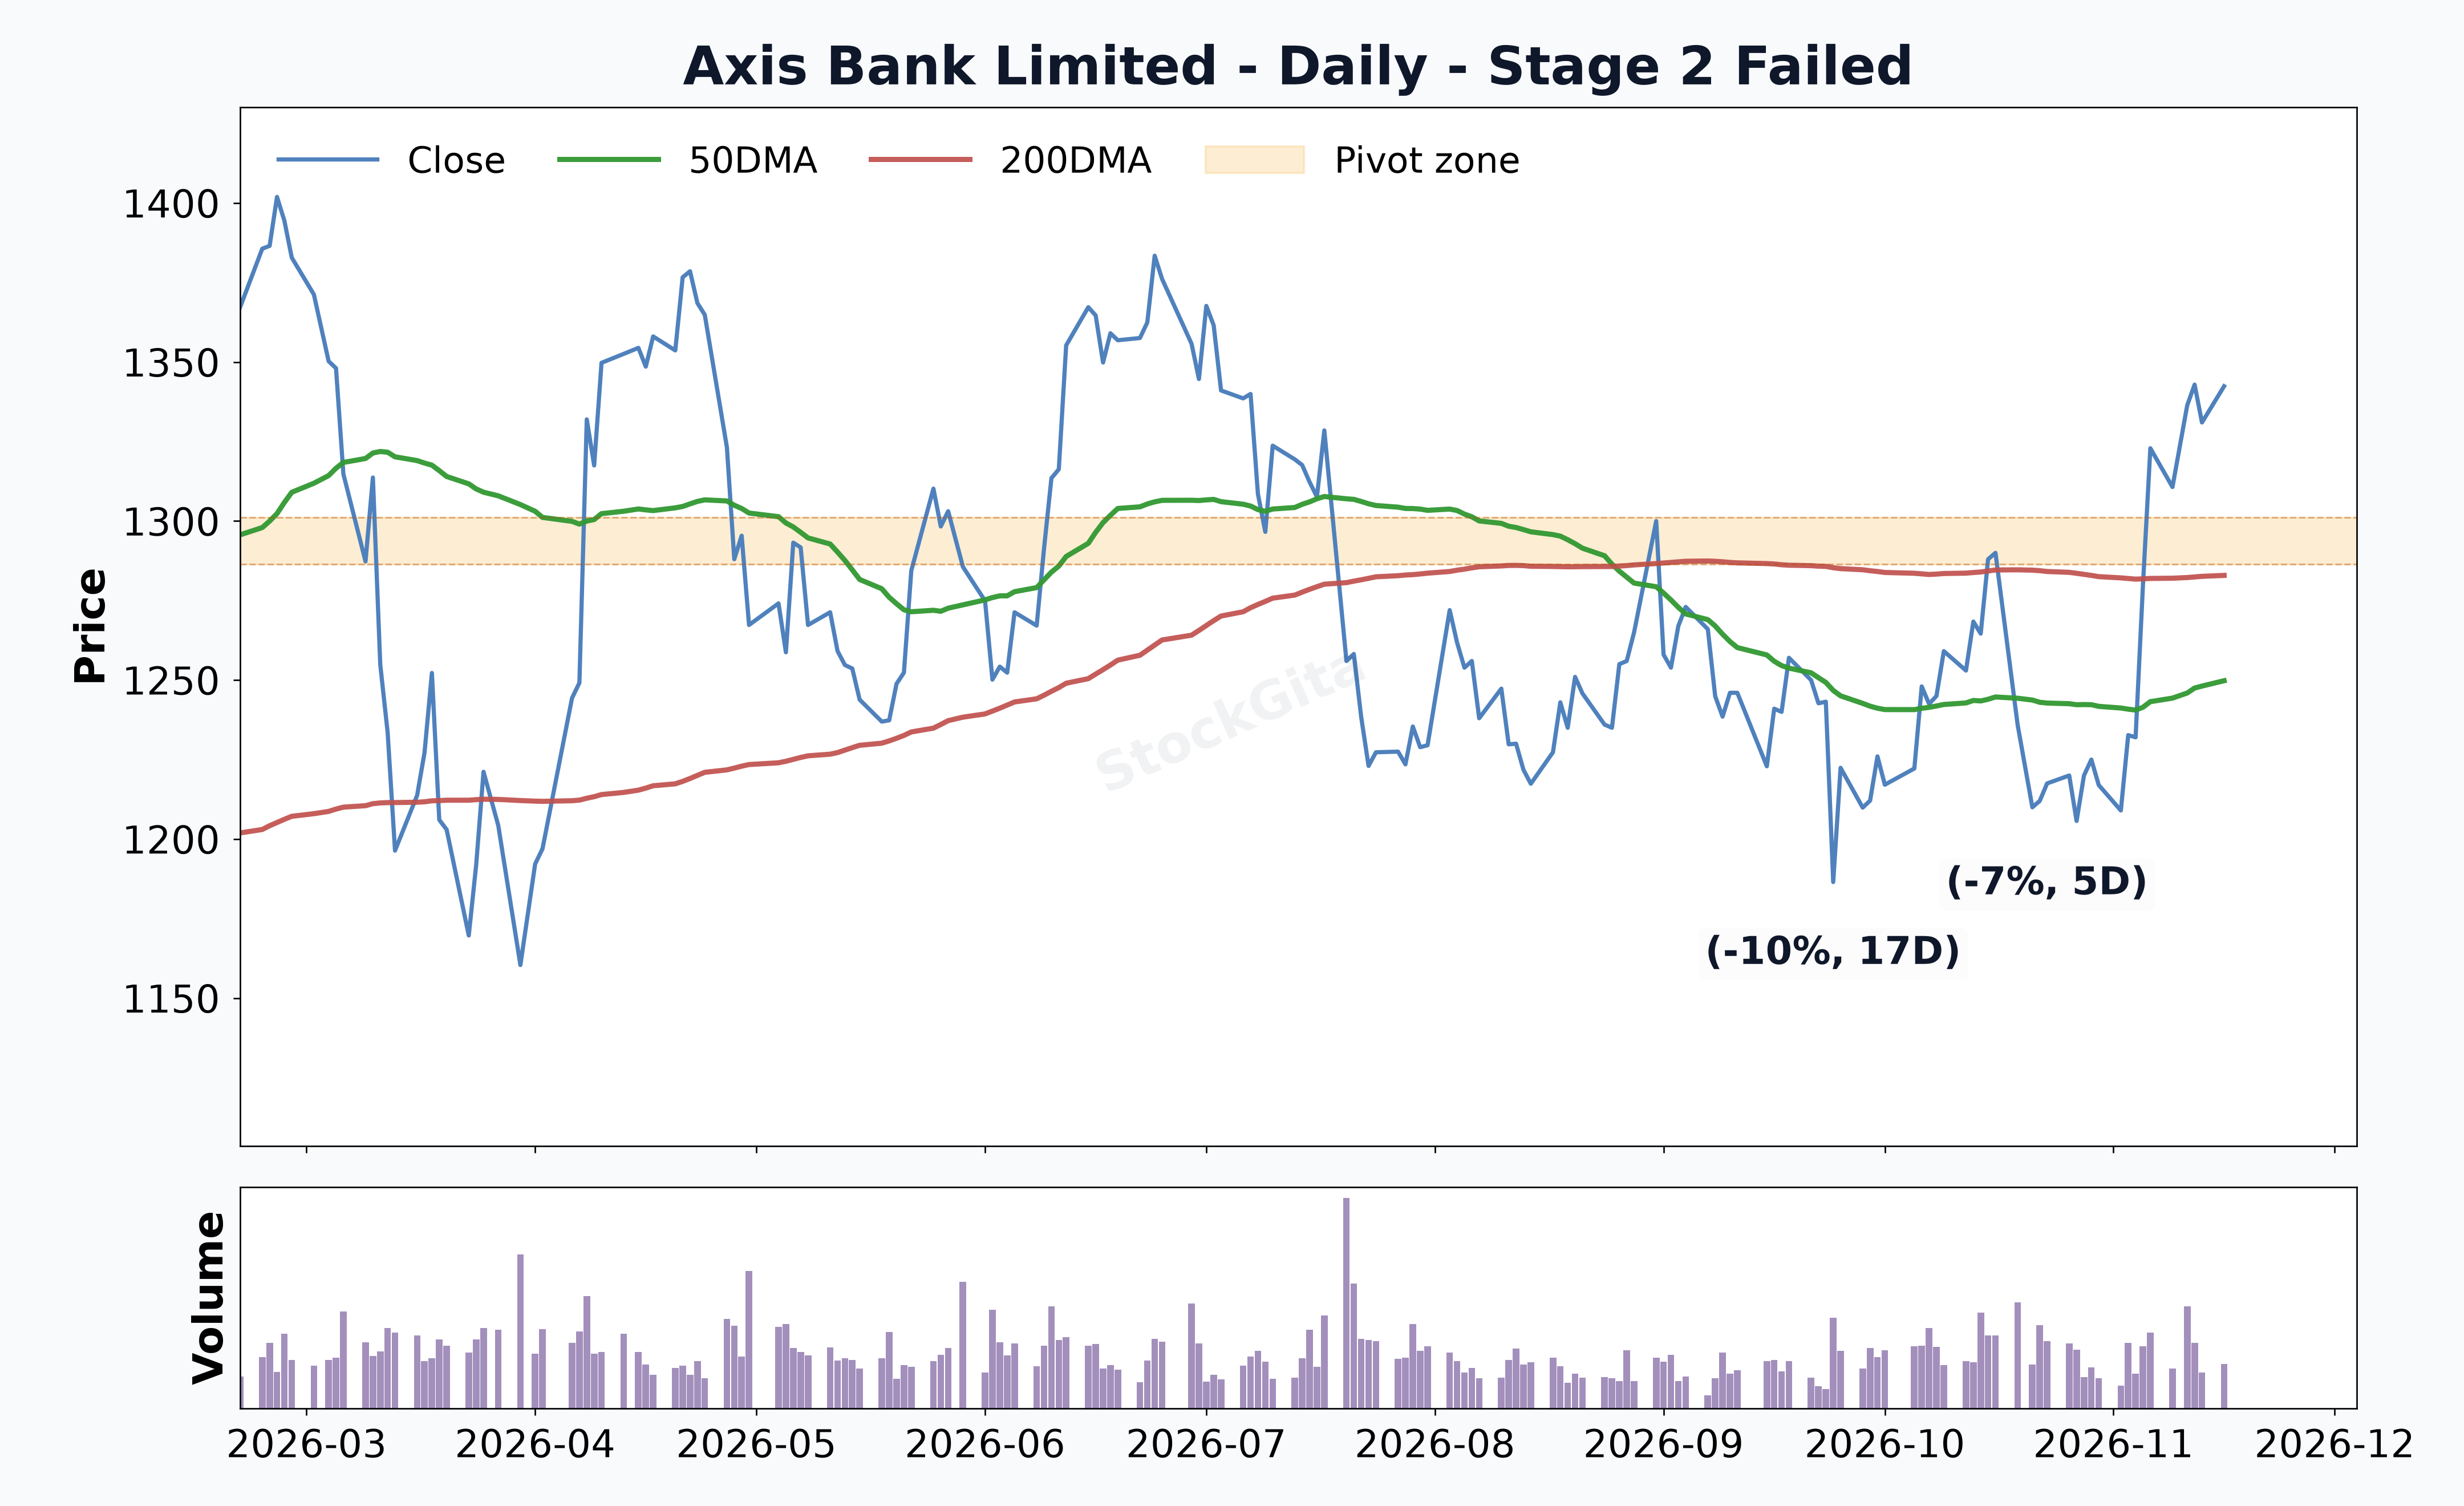 Axis Bank Limited - Daily - Stage 2 Failed
Close 50DMA 200DMA Pivot zone
1400
1350
1300
1250
1200
1150
Price
StockGita
(-7%, 5D)
(-10%, 17D)
Volume
2026-03 2026-04 2026-05 2026-06 2026-07 2026-08 2026-09 2026-10 2026-11 2026-12